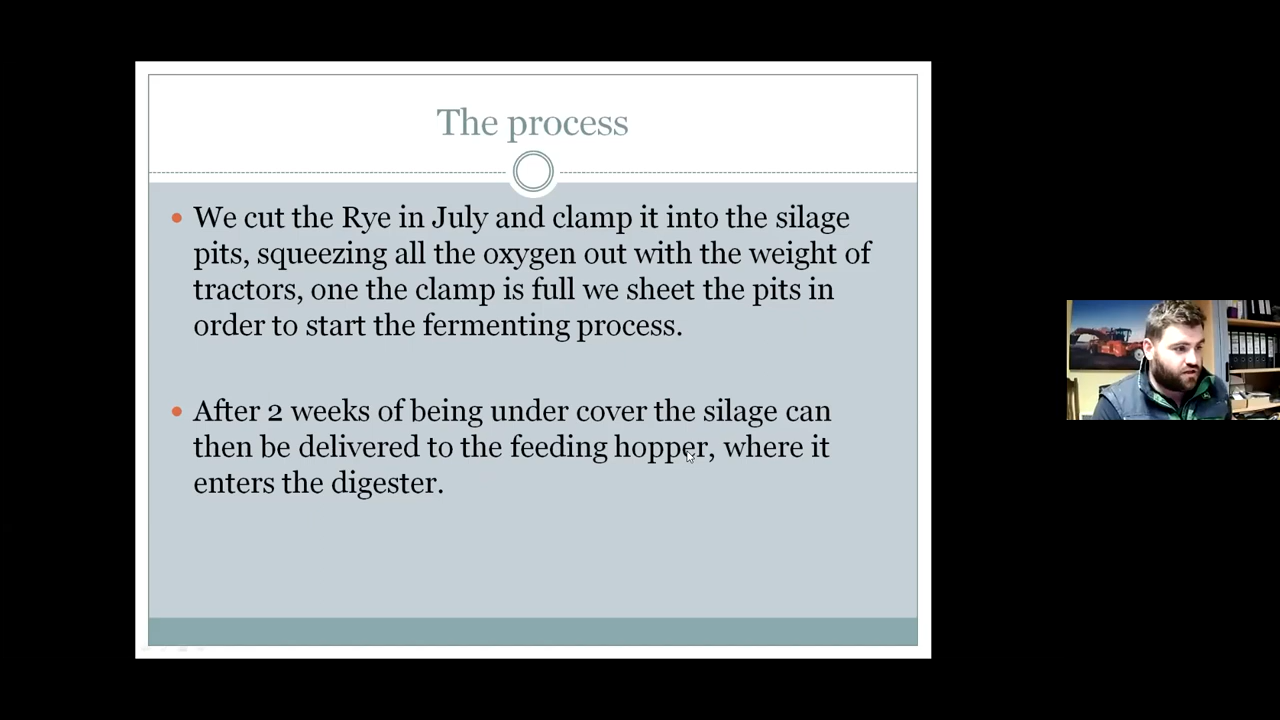 The process
We cut the Rye in July and clamp it into the silage
pits, squeezing all the oxygen out with the weight of
tractors, one the clamp is full we sheet the pits in
order to start the fermenting process.
After 2 weeks of being under cover the silage can
then be delivered to the feeding hopper, where it
enters the digester.